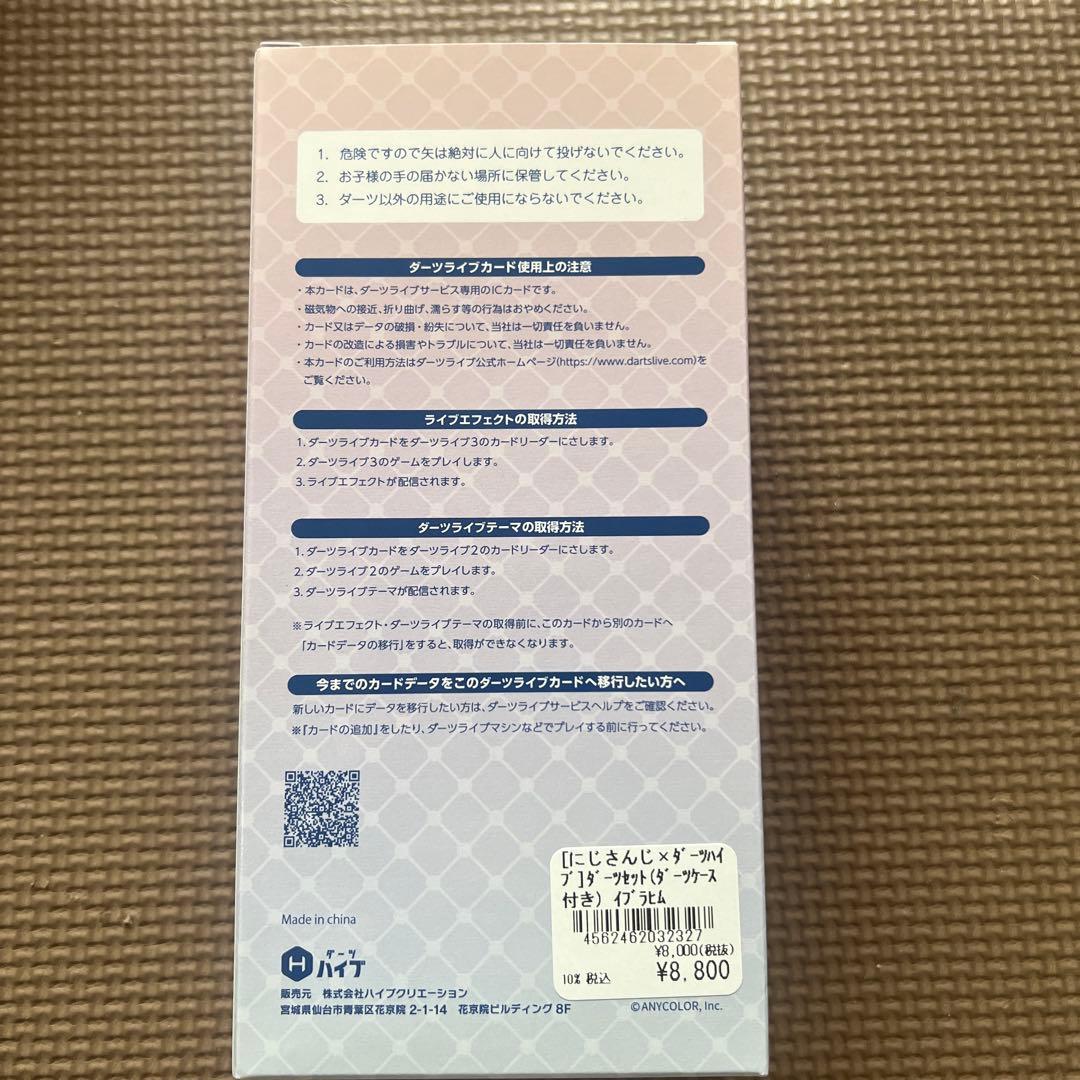 1. 危険ですので矢は絶対に人に向けて投げないでください。
2. お子様の手の届かない場所に保管してください。
3. ダーツ以外の用途にご使用にならないでください。
ダーツライブカード使用上の注意
・本カードは、ダーツライブサービス専用のICカードです。
・磁気物への接近、折り曲げ、濡らす等の行為はおやめください。
・カード又はデータの破損・紛失について、当社は一切責任を負いません。
・カードの改造による損害やトラブルについて、当社は一切責任を負いません。
・本カードのご利用方法はダーツライブ公式ホームページ(https://www.dartslive.com)を
ご覧ください。
ライブエフェクトの取得方法
1.ダーツライブカードをダーツライブ3のカードリーダーにさします。
2.ダーツライブ3のゲームをプレイします。
3.ライブエフェクトが配信されます。
ダーツライブテーマの取得方法
1.ダーツライブカードをダーツライブ2のカードリーダーにさします。
2.ダーツライブ2のゲームをプレイします。
3.ダーツライブテーマが配信されます。
※ライブエフェクト・ダーツライブテーマの取得前に、このカードから別のカードへ
「カードデータの移行」をすると、取得ができなくなります。
今までのカードデータをこのダーツライブカードへ移行したい方へ
新しいカードにデータを移行したい方は、ダーツライブサービスヘルプをご確認ください。
※『カードの追加』をしたり、ダーツライブマシンなどでプレイする前に行ってください。
[にじさんじ×ﾀﾞｰﾂﾊｲ
ﾌﾞ]ﾀﾞｰﾂｾｯﾄ(ﾀﾞｰﾂｹｰｽ
付き) ｲﾌﾞﾗﾋﾑ
4562462032327
¥8,000(税抜)
10% 税込 ¥8,800
Made in china
H ダーツ
ハイブ
販売元 株式会社ハイブクリエーション
宮城県仙台市青葉区花京院 2-1-14 花京院ビルディング 8F
©ANYCOLOR, Inc.